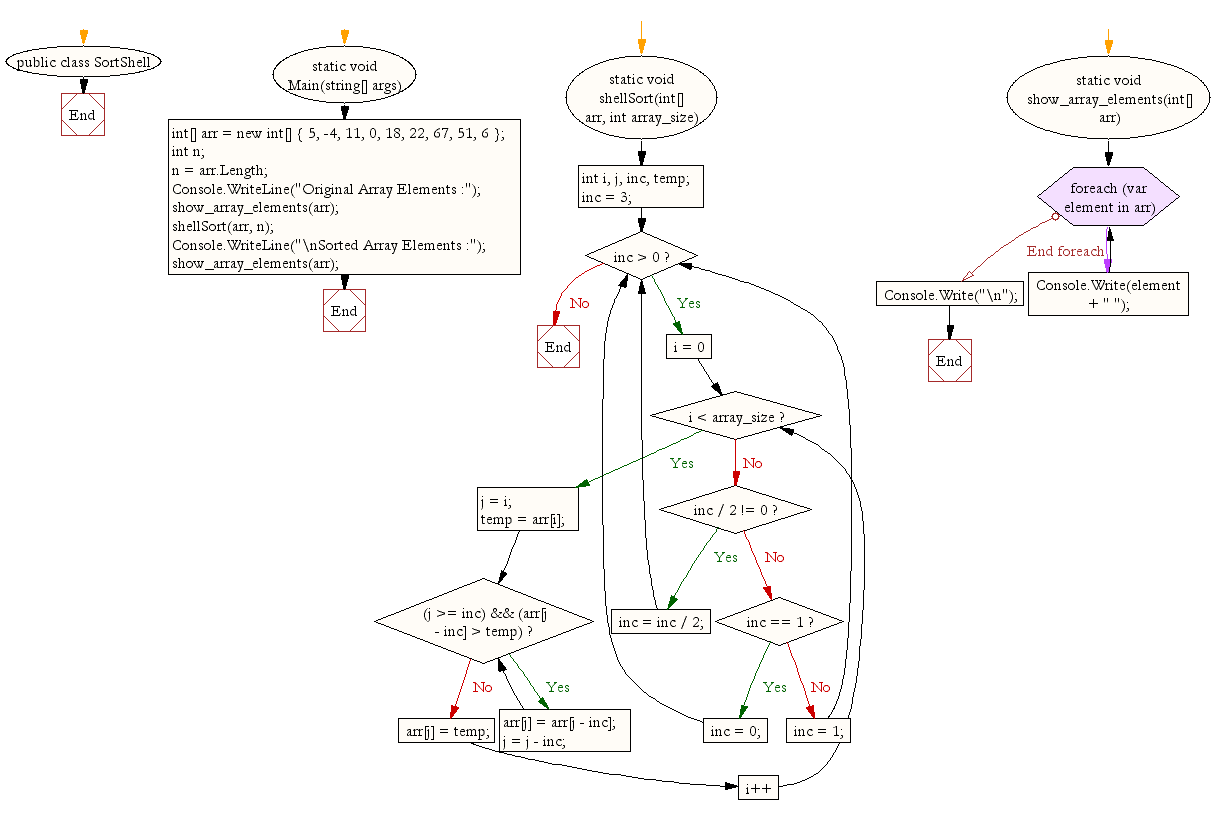 public class SortShell
End
static void
Main(string[] args)
int[] arr = new int[] { 5, -4, 11, 0, 18, 22, 67, 51, 6 };
int n;
n = arr.Length;
Console.WriteLine("Original Array Elements :");
show_array_elements(arr);
shellSort(arr, n);
Console.WriteLine("\nSorted Array Elements :");
show_array_elements(arr);
End
static void
shellSort(int[]
arr, int array_size)
int i, j, inc, temp;
inc = 3;
inc > 0 ?
No
Yes
End
i = 0
i < array_size ?
Yes
No
j = i;
temp = arr[i];
inc / 2 != 0 ?
Yes
No
(j >= inc) && (arr[j
- inc] > temp) ?
inc = inc / 2;
inc == 1 ?
No
Yes
Yes
No
arr[j] = temp;
arr[j] = arr[j - inc];
j = j - inc;
inc = 0;
inc = 1;
i++
static void
show_array_elements(int[]
arr)
foreach (var
element in arr)
End foreach
Console.Write("\n");
Console.Write(element
+ " ");
End